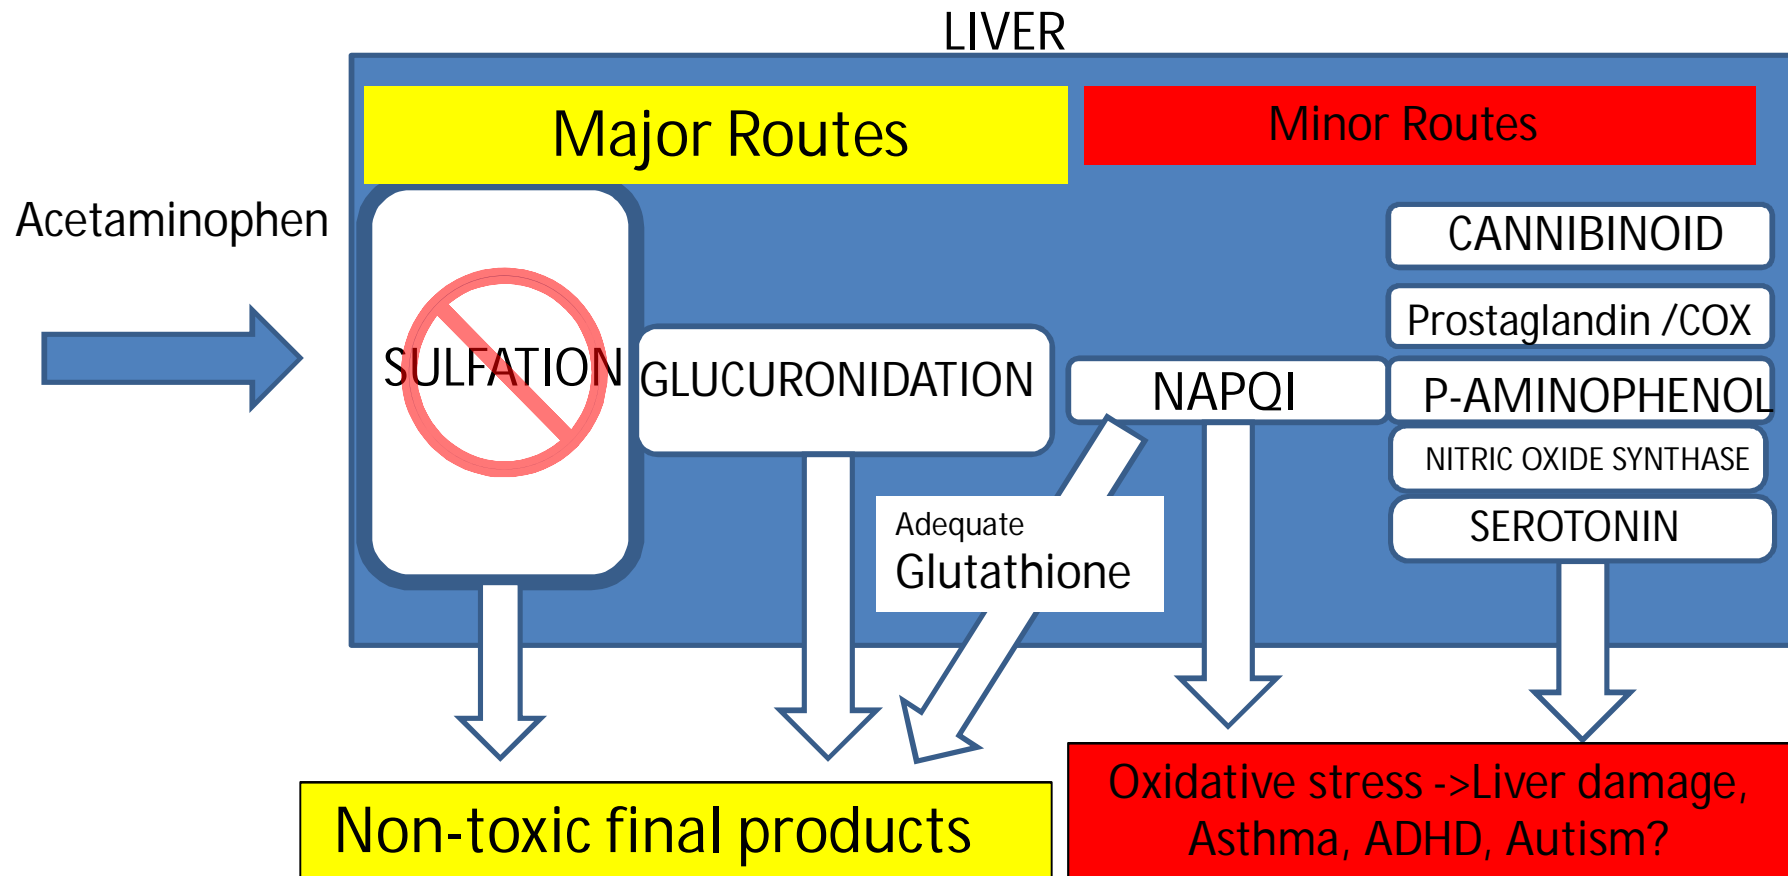 LIVER
Major Routes
Minor Routes
Acetaminophen
SULFATION
GLUCURONIDATION
NAPQI
CANNIBINOID
Prostaglandin /COX
P-AMINOPHENOL
NITRIC OXIDE SYNTHASE
SEROTONIN
Adequate
Glutathione
Non-toxic final products
Oxidative stress ->Liver damage,
Asthma, ADHD, Autism?